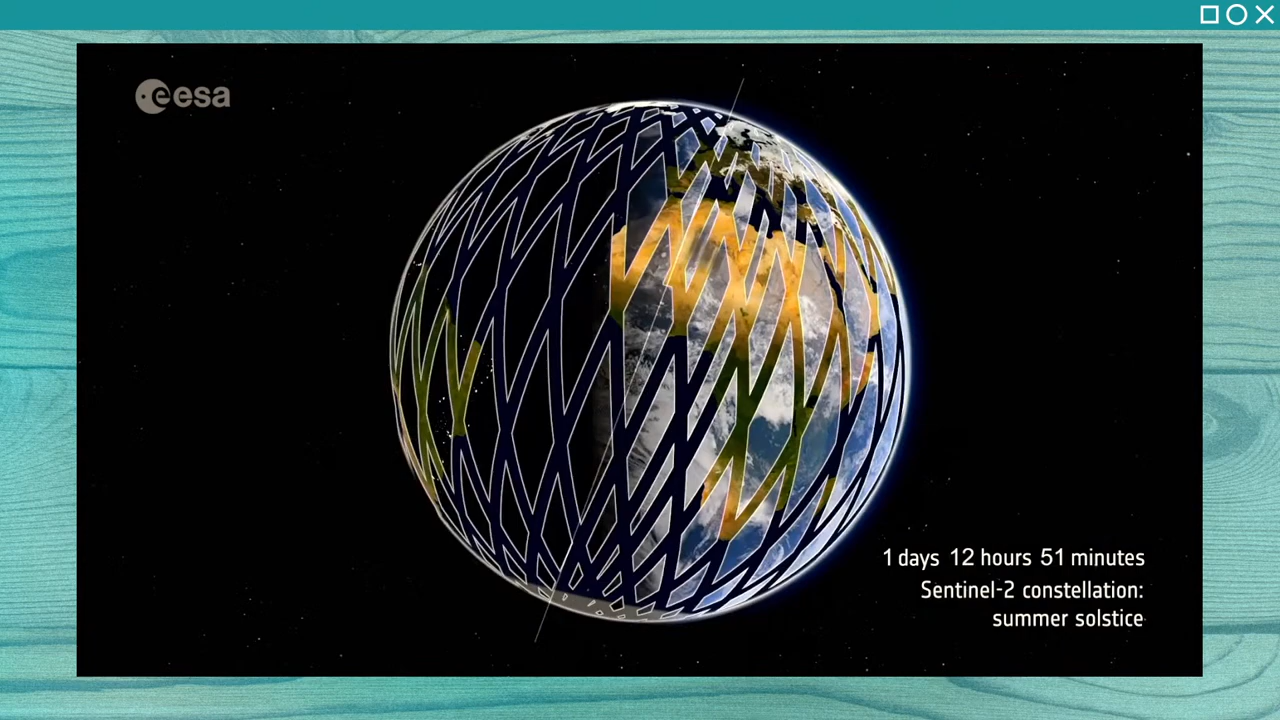 esa
1 days 12 hours 51 minutes
Sentinel-2 constellation:
summer solstice